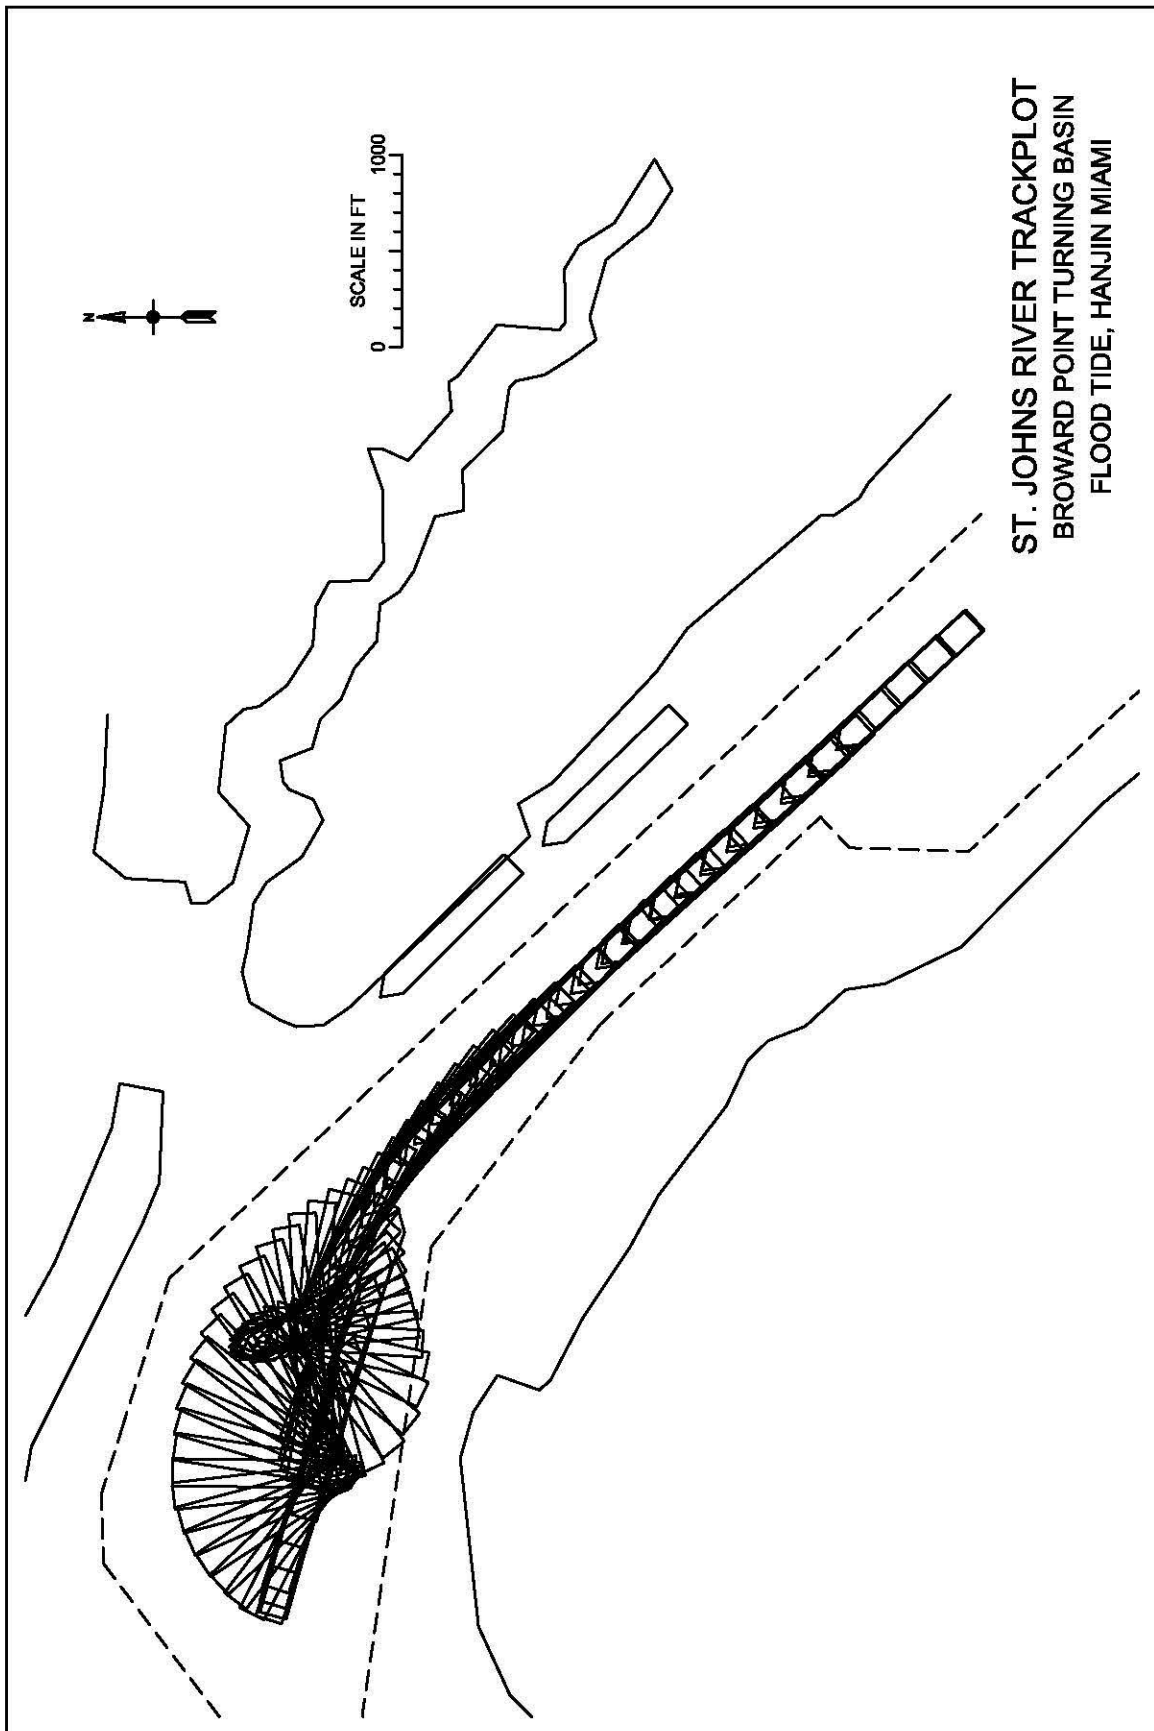 N
SCALE IN FT
0 1000
ST. JOHNS RIVER TRACKPLOT
BROWARD POINT TURNING BASIN
FLOOD TIDE, HANJIN MIAMI